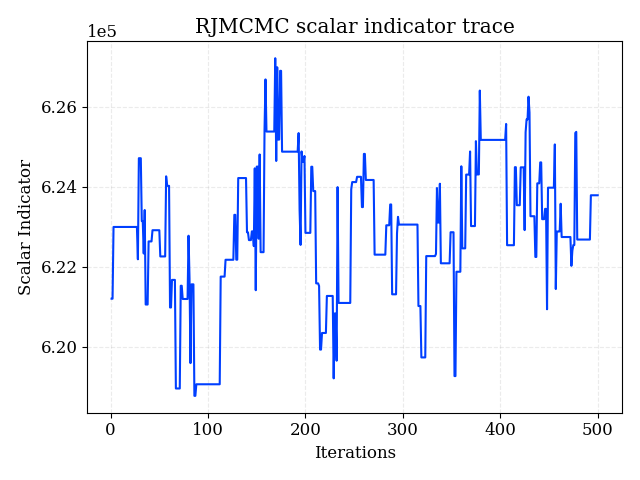 RJMCMC scalar indicator trace
1e5
6.26
6.24
6.22
6.20
Scalar Indicator
0 100 200 300 400 500
Iterations